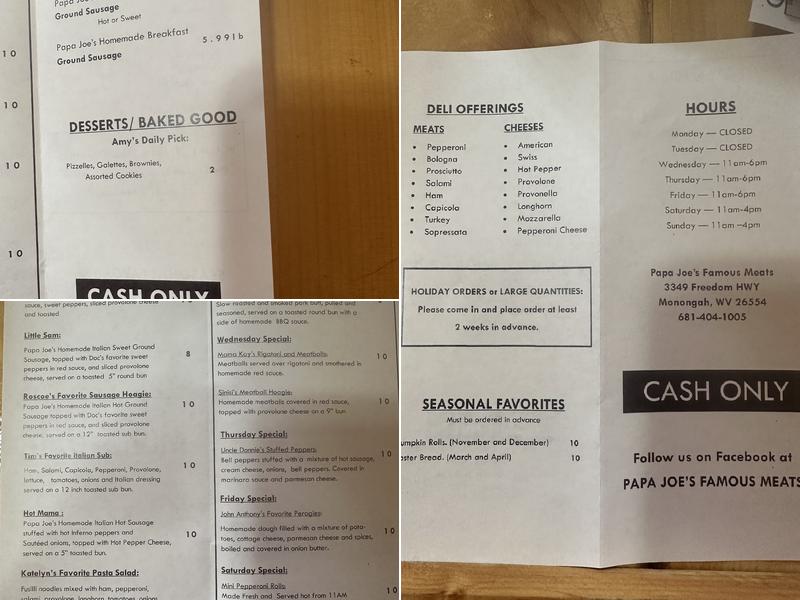 Papa Jo
Ground Sausage
Hot or Sweet
Papa Joe's Homemade Breakfast 5.99lb
Ground Sausage
10
10
10
10
DESSERTS/ BAKED GOOD
Amy's Daily Pick:
Pizzelles, Galettes, Brownies, 2
Assorted Cookies
CASH ONLY
DELI OFFERINGS
MEATS
• Pepperoni
• Bologna
• Prosciutto
• Salami
• Ham
• Capicola
• Turkey
• Sopressata
CHEESES
• American
• Swiss
• Hot Pepper
• Provolone
• Provonella
• Longhorn
• Mozzarella
• Pepperoni Cheese
HOLIDAY ORDERS or LARGE QUANTITIES:
Please come in and place order at least
2 weeks in advance.
SEASONAL FAVORITES
Must be ordered in advance
umpkin Rolls. (November and December) 10
aster Bread. (March and April) 10
HOURS
Monday — CLOSED
Tuesday — CLOSED
Wednesday — 11am-6pm
Thursday — 11am-6pm
Friday — 11am-6pm
Saturday — 11am-4pm
Sunday — 11am -4pm
Papa Joe's Famous Meats
3349 Freedom HWY
Monongah, WV 26554
681-404-1005
CASH ONLY
Follow us on Facebook at
PAPA JOE'S FAMOUS MEATS
sauce, sweet peppers, sliced provolone cheese
and toasted
Little Sam:
Papa Joe's Homemade Italian Sweet Ground 8
Sausage, topped with Doc's favorite sweet
peppers in red sauce, and sliced provolone
cheese, served on a toasted 5" round bun
Roscoe's Favorite Sausage Hoagie:
Papa Joe's Homemade Italian Hot Ground 10
Sausage topped with Doc's favorite sweet
peppers in red sauce, and sliced provolone
cheese. served on a 12" toasted sub bun.
Tim's Favorite Italian Sub:
Ham, Salami, Capicola, Pepperoni, Provolone, 10
lettuce, tomatoes, onions and Italian dressing
served on a 12 inch toasted sub bun.
Hot Mama :
Papa Joe's Homemade Italian Hot Sausage
stuffed with hot Inferno peppers and 10
Sautéed onions, topped with Hot Pepper Cheese,
served on a 5" toasted bun.
Katelyn's Favorite Pasta Salad:
Fusilli noodles mixed with ham, pepperoni,
salami, provolone, longhorn, tomatoes, onions
Slow roasted and smoked pork butt, pulled and
seasoned, served on a toasted round bun with a
side of homemade BBQ sauce.
Wednesday Special:
Mama Kay's Rigatoni and Meatballs: 10
Meatballs served over rigatoni and smothered in
homemade red sauce.
Sinisi's Meatball Hoagie:
Homemade meatballs covered in red sauce, 10
topped with provolone cheese on a 9" bun
Thursday Special:
Uncle Donnie's Stuffed Peppers:
Bell peppers stuffed with a mixture of hot sausage, 10
cream cheese, onions, bell peppers. Covered in
marinara sauce and parmesan cheese.
Friday Special:
John Anthony's Favorite Perogies:
Homemade dough filled with a mixture of pota- 10
toes, cottage cheese, parmesan cheese and spices,
boiled and covered in onion butter.
Saturday Special:
Mini Pepperoni Rolls: 10
Made Fresh and Served hot from 11AM